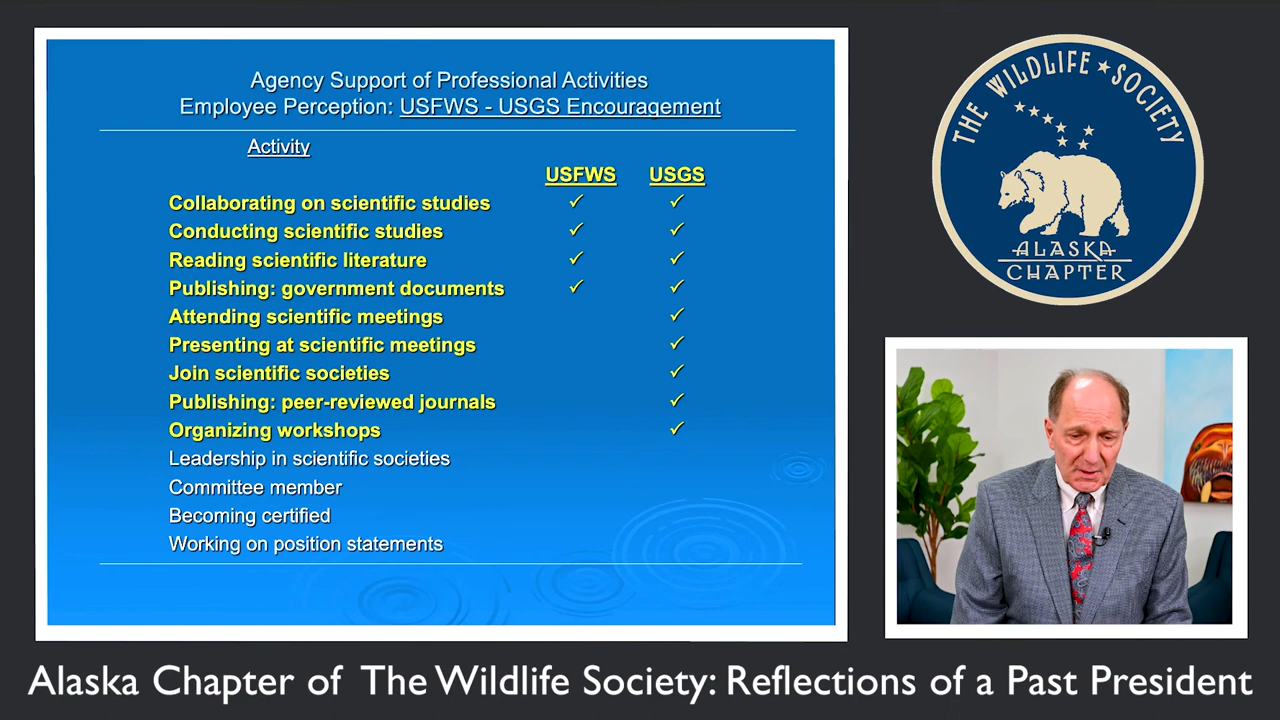 Agency Support of Professional Activities
Employee Perception: USFWS - USGS Encouragement
Activity
USFWS USGS
Collaborating on scientific studies ✓ ✓
Conducting scientific studies ✓ ✓
Reading scientific literature ✓ ✓
Publishing: government documents ✓ ✓
Attending scientific meetings ✓
Presenting at scientific meetings ✓
Join scientific societies ✓
Publishing: peer-reviewed journals ✓
Organizing workshops ✓
Leadership in scientific societies
Committee member
Becoming certified
Working on position statements
THE WILDLIFE ★ SOCIETY
ALASKA
CHAPTER
Alaska Chapter of The Wildlife Society: Reflections of a Past President